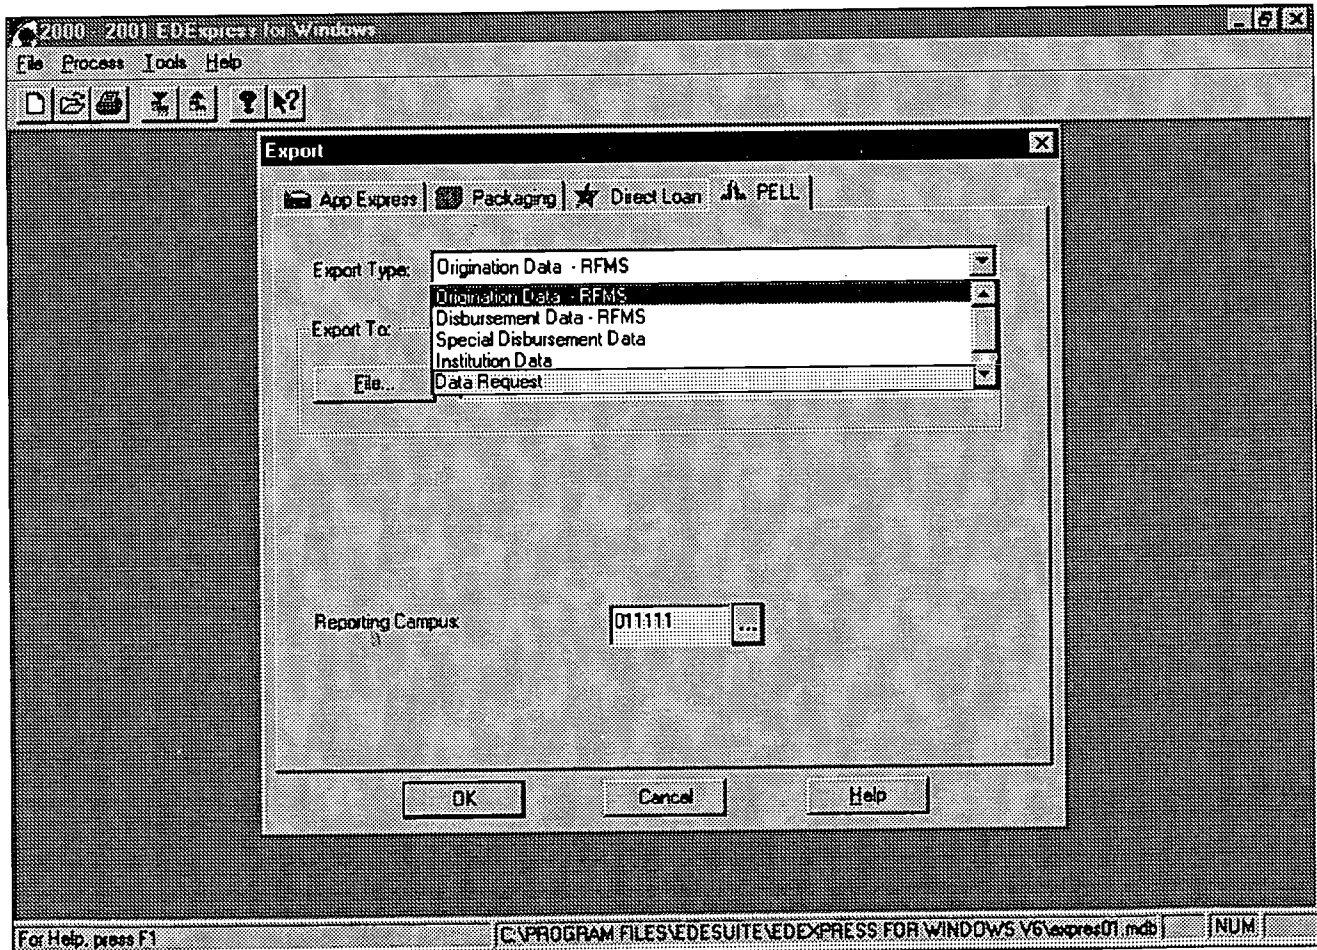 2000 - 2001 EDExpress for Windows
File Process Tools Help
Export
App Express Packaging Direct Loan PELL
Export Type: Origination Data - RFMS
Origination Data - RFMS
Disbursement Data - RFMS
Export To:
Special Disbursement Data
Institution Data
File... Data Request
Reporting Campus: 011111 ...
OK Cancel Help
For Help, press F1 C:\PROGRAM FILES\EDESUITE\EDEXPRESS FOR WINDOWS V6\expres01.mdb NUM